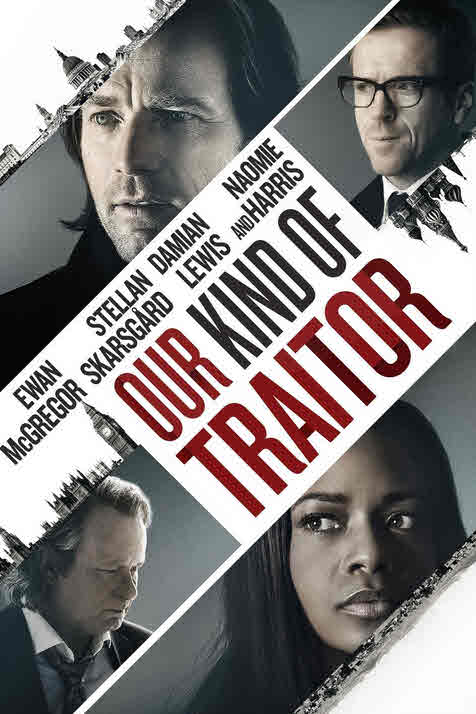 EWAN
McGREGOR
STELLAN
SKARSGÅRD
DAMIAN
LEWIS
NAOMIE
AND HARRIS
OUR KIND OF
TRAITOR